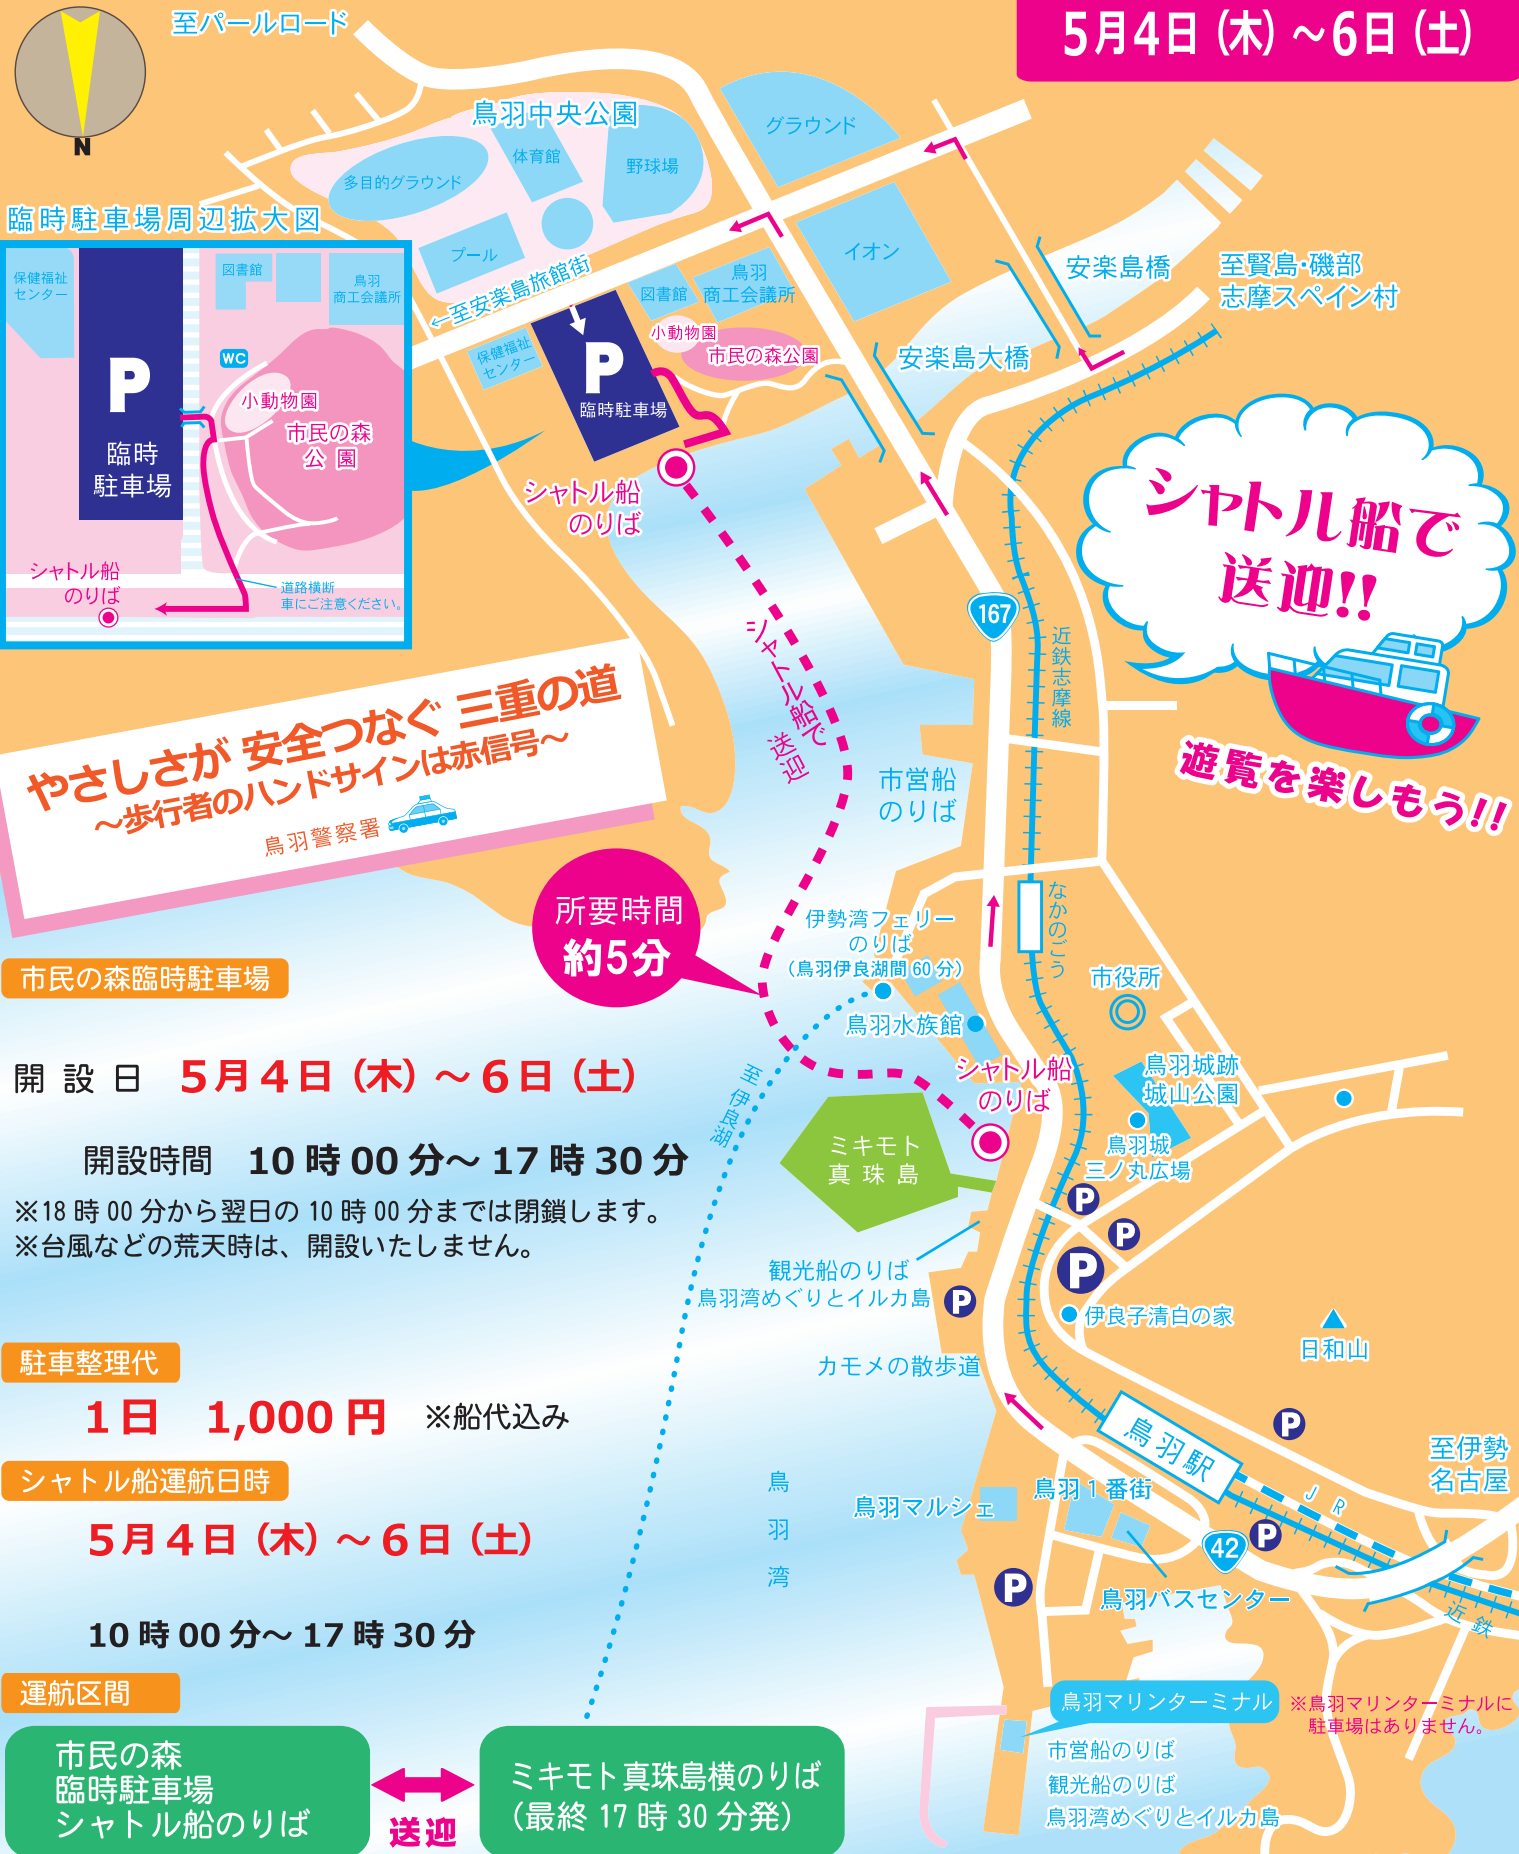 5月4日（木）～6日（土）
至パールロード
N
鳥羽中央公園
体育館
野球場
多目的グラウンド
プール
グラウンド
イオン
←至安楽島旅館街
図書館
鳥羽
商工会議所
小動物園
市民の森公園
保健福祉
センター
P
臨時駐車場
安楽島橋
安楽島大橋
至賢島・磯部
志摩スペイン村
臨時駐車場周辺拡大図
保健福祉
センター
図書館
鳥羽
商工会議所
WC
P
臨時
駐車場
小動物園
市民の森
公園
シャトル船
のりば
道路横断
車にご注意ください。
シャトル船
のりば
シャトル船で
送迎
シャトル船で
送迎!!
遊覧を楽しもう!!
167
近鉄志摩線
やさしさが 安全つなぐ 三重の道
～歩行者のハンドサインは赤信号～
鳥羽警察署
市営船
のりば
所要時間
約5分
伊勢湾フェリー
のりば
（鳥羽伊良湖間60分）
なかのごう
市役所
鳥羽水族館
シャトル船
のりば
鳥羽城跡
城山公園
鳥羽城
三ノ丸広場
至伊良湖
ミキモト
真珠島
P
P
P
観光船のりば
鳥羽湾めぐりとイルカ島
P
伊良子清白の家
日和山
カモメの散歩道
P
鳥羽駅
至伊勢
名古屋
JR
鳥羽マルシェ
鳥羽1番街
P
42
P
鳥羽バスセンター
近鉄
鳥羽湾
鳥羽マリンターミナル
※鳥羽マリンターミナルに
駐車場はありません。
市営船のりば
観光船のりば
鳥羽湾めぐりとイルカ島
市民の森臨時駐車場
開設日 5月4日（木）～6日（土）
開設時間 10時00分～17時30分
※18時00分から翌日の10時00分までは閉鎖します。
※台風などの荒天時は、開設いたしません。
駐車整理代
1日 1,000円 ※船代込み
シャトル船運航日時
5月4日（木）～6日（土）
10時00分～17時30分
運航区間
市民の森
臨時駐車場
シャトル船のりば
送迎
ミキモト真珠島横のりば
（最終17時30分発）